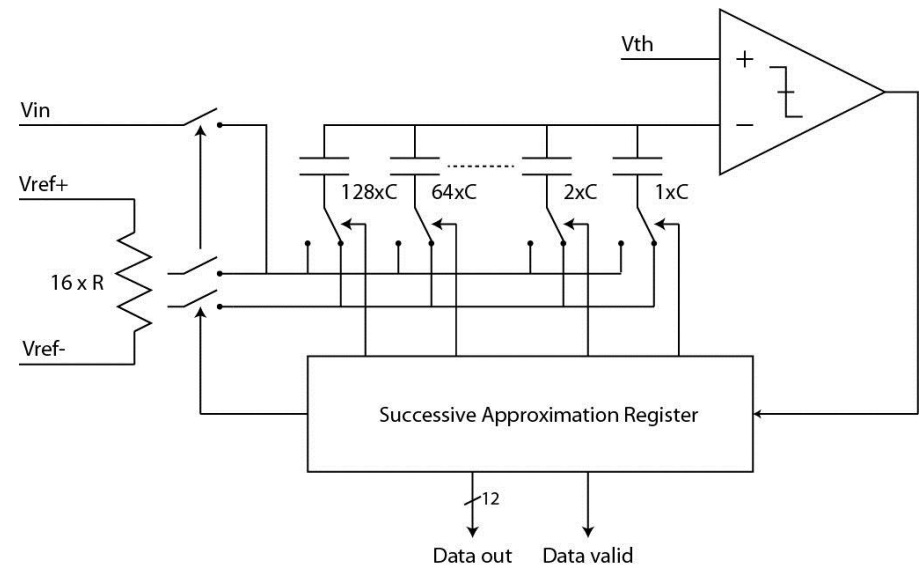 Vth
+
−
Vin
Vref+
128xC
64xC
2xC
1xC
16 x R
Vref-
Successive Approximation Register
12
Data out
Data valid